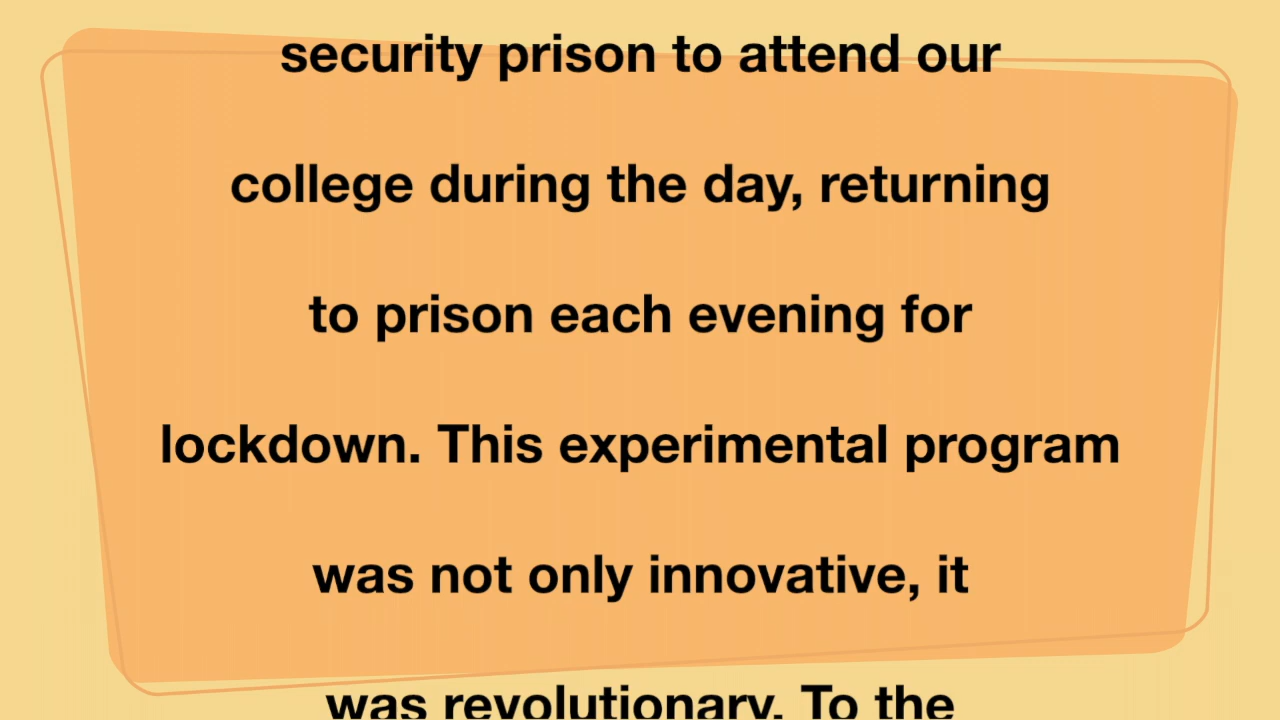 security prison to attend our
college during the day, returning
to prison each evening for
lockdown. This experimental program
was not only innovative, it
was revolutionary. To the